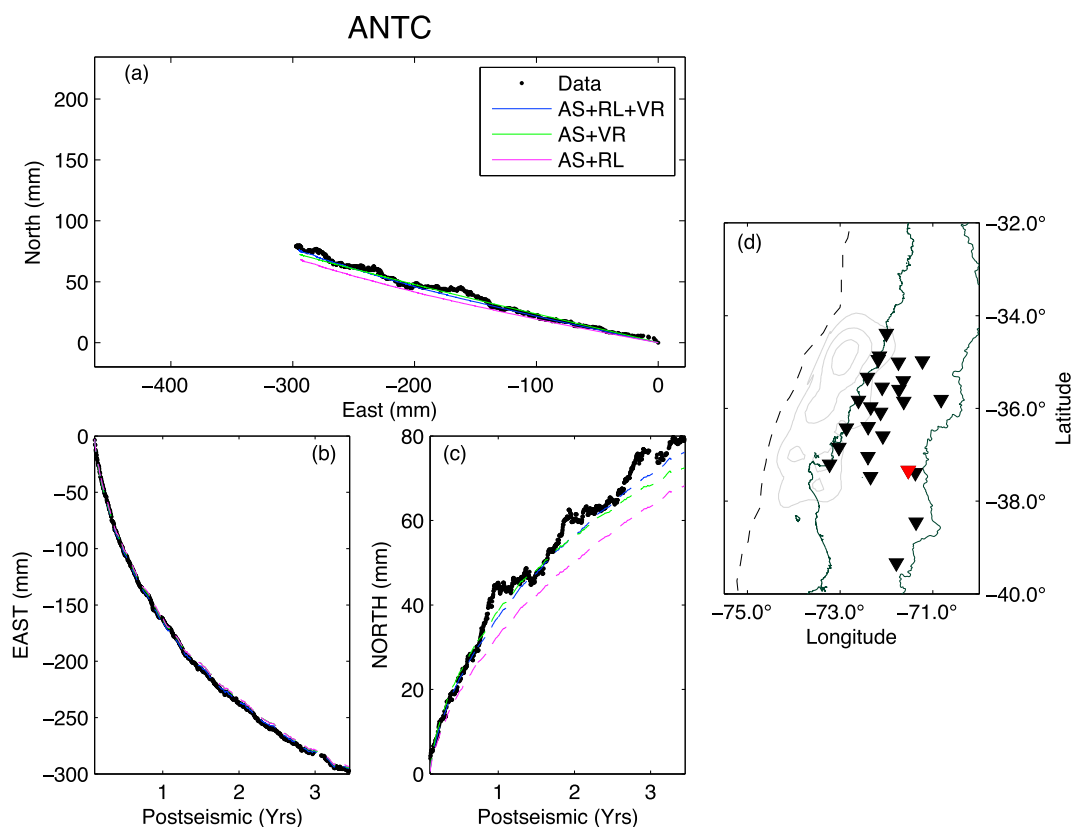 ANTC
(a)
Data
AS+RL+VR
AS+VR
AS+RL
200
150
100
50
0
North (mm)
−400
−300
−200
−100
0
East (mm)
(b)
0
−50
−100
−150
−200
−250
−300
EAST (mm)
1
2
3
Postseismic (Yrs)
(c)
80
60
40
20
0
NORTH (mm)
1
2
3
Postseismic (Yrs)
(d)
−32.0°
−34.0°
−36.0°
−38.0°
−40.0°
Latitude
−75.0°
−73.0°
−71.0°
Longitude